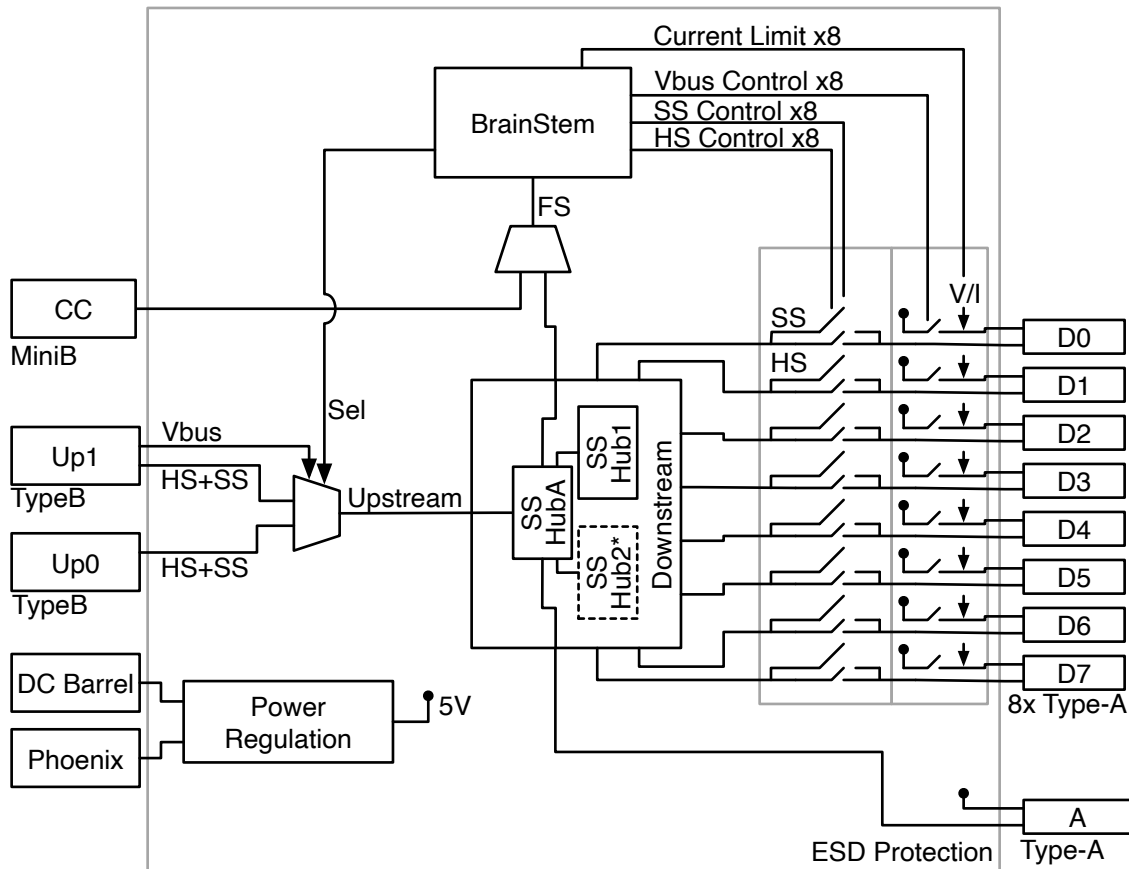 Current Limit x8
Vbus Control x8
SS Control x8
HS Control x8
BrainStem
FS
CC
MiniB
V/I
SS
HS
D0
D1
D2
D3
D4
D5
D6
D7
8x Type-A
Sel
Vbus
Up1
TypeB
HS+SS
Upstream
Up0
TypeB
HS+SS
SS
HubA
SS
Hub1
SS
Hub2*
Downstream
DC Barrel
Phoenix
Power
Regulation
5V
A
Type-A
ESD Protection